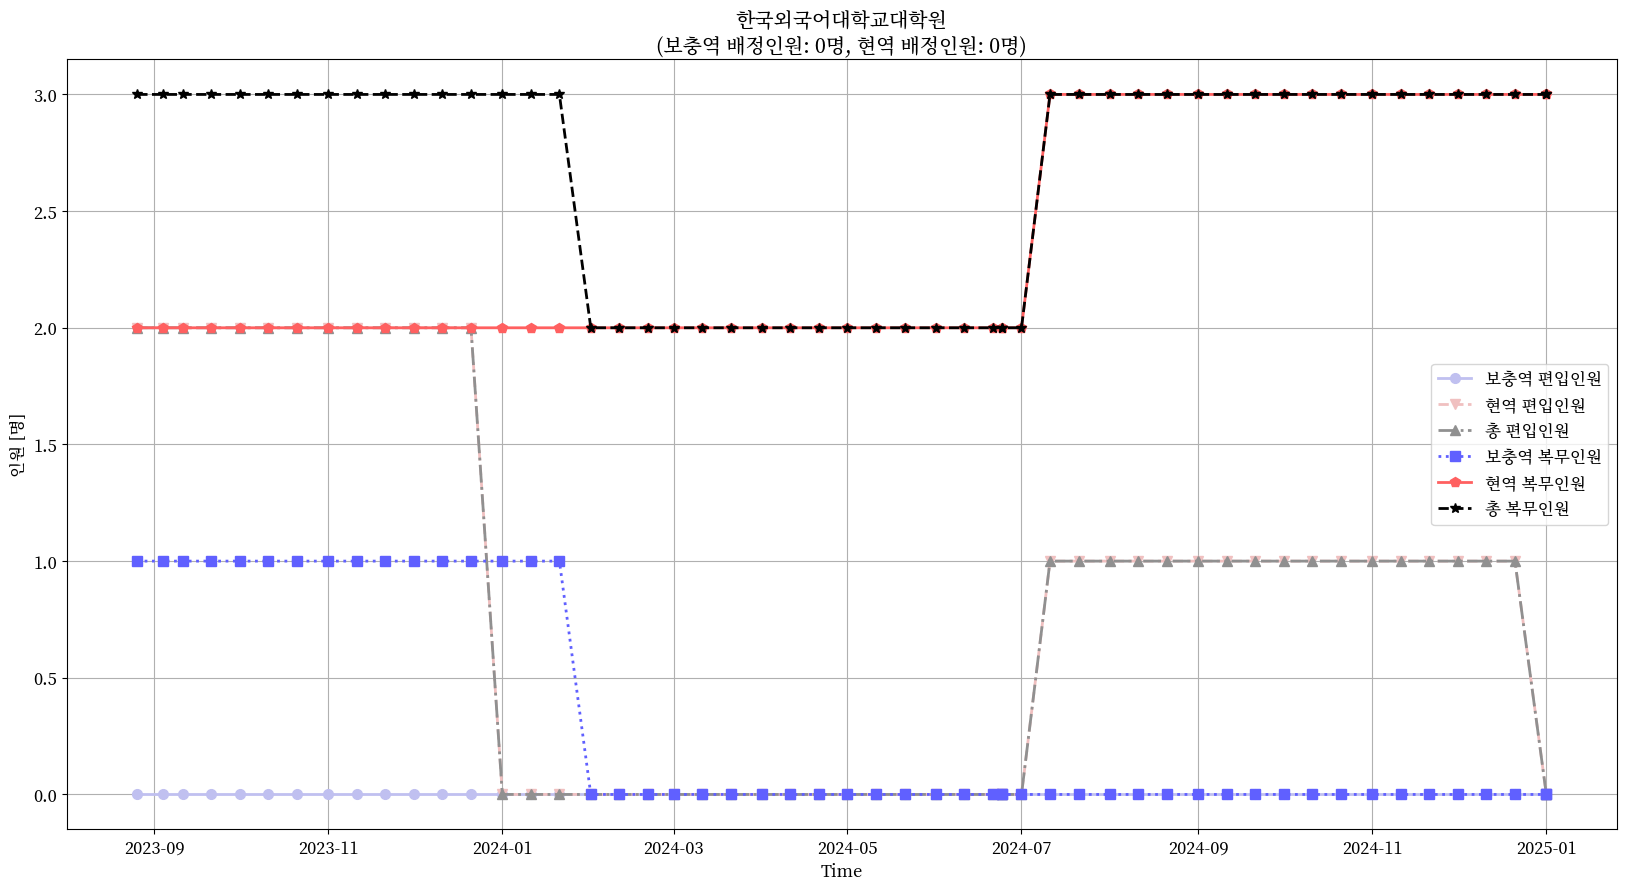 한국외국어대학교대학원
(보충역 배정인원: 0명, 현역 배정인원: 0명)
인원 [명]
3.0
2.5
2.0
1.5
1.0
0.5
0.0
보충역 편입인원
현역 편입인원
총 편입인원
보충역 복무인원
현역 복무인원
총 복무인원
2023-09 2023-11 2024-01 2024-03 2024-05 2024-07 2024-09 2024-11 2025-01
Time